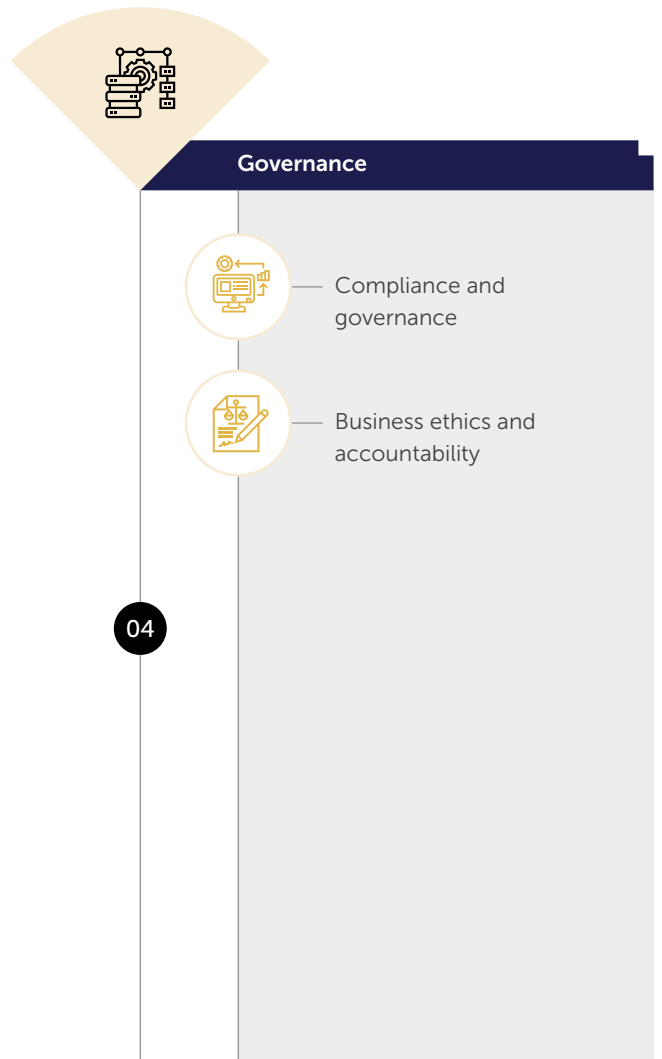 Governance
Compliance and
governance
Business ethics and
accountability
04